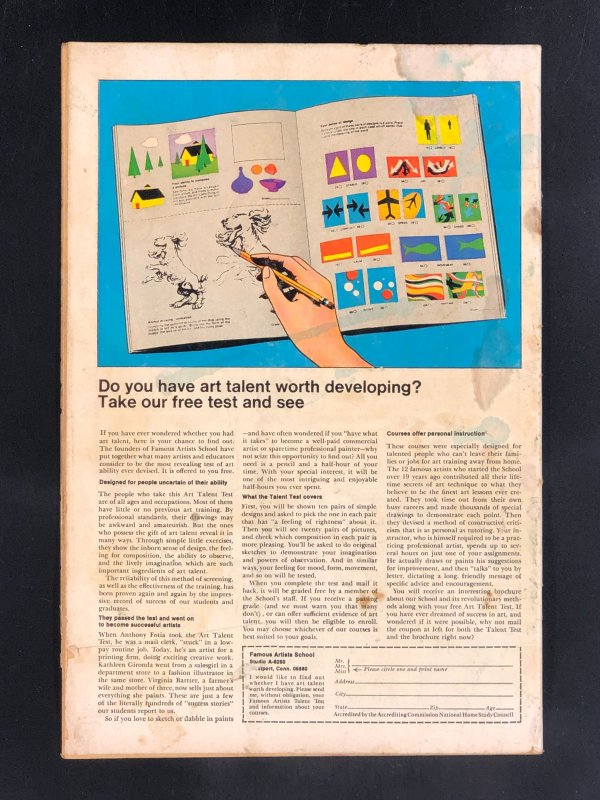 Your sense of design
Your ability to compose a picture
Do you have art talent worth developing?
Take our free test and see
If you have ever wondered whether you had
art talent, here is your chance to find out.
The founders of Famous Artists School have
put together what many artists and educators
consider to be the most revealing test of art
ability ever devised. It is offered to you free.
Designed for people uncertain of their ability
The people who take this Art Talent Test
are of all ages and occupations. Most of them
have little or no previous art training. By
professional standards, their drawings may
be awkward and amateurish. But the ones
who possess the gift of art talent reveal it in
many ways. Through simple little exercises,
they show the inborn sense of design, the feel-
ing for composition, the ability to observe,
and the lively imagination which are such
important ingredients of art talent.
The reliability of this method of screening,
as well as the effectiveness of the training, has
been proven again and again by the impres-
sive record of success of our students and
graduates.
They passed the test and went on
to become successful artists
When Anthony Fotia took the Art Talent
Test, he was a mail clerk, "stuck" in a low-
pay routine job. Today, he's an artist for a
printing firm, doing exciting creative work.
Kathleen Gironda went from a salesgirl in a
department store to a fashion illustrator in
the same store. Virginia Bartter, a farmer's
wife and mother of three, now sells just about
everything she paints. These are just a few
of the literally hundreds of "success stories"
our students report to us.
So if you love to sketch or dabble in paints
—and have often wondered if you "have what
it takes" to become a well-paid commercial
artist or sparetime professional painter—why
not seize this opportunity to find out? All you
need is a pencil and a half-hour of your
time. With your special interest, it will be
one of the most intriguing and enjoyable
half-hours you ever spent.
What the Talent Test covers
First, you will be shown ten pairs of simple
designs and asked to pick the one in each pair
that has "a feeling of rightness" about it.
Then you will see twenty pairs of pictures,
and check which composition in each pair is
more pleasing. You'll be asked to do original
sketches to demonstrate your imagination
and powers of observation. And in similar
ways, your feeling for mood, form, movement,
and so on will be tested.
When you complete the test and mail it
back, it will be graded free by a member of
the School's staff. If you receive a passing
grade (and we must warn you that many
don't), or can offer sufficient evidence of art
talent, you will then be eligible to enroll.
You may choose whichever of our courses is
best suited to your goals.
Courses offer personal instruction
These courses were especially designed for
talented people who can't leave their fami-
lies or jobs for art training away from home.
The 12 famous artists who started the School
over 19 years ago contributed all their life-
time secrets of art technique to what they
believe to be the finest art lessons ever cre-
ated. They took time out from their own
busy careers and made thousands of special
drawings to demonstrate each point. Then
they devised a method of constructive criti-
cism that is as personal as tutoring. Your in-
structor, who is himself required to be a prac-
ticing professional artist, spends up to sev-
eral hours on just one of your assignments.
He actually draws or paints his suggestions
for improvement, and then "talks" to you by
letter, dictating a long, friendly message of
specific advice and encouragement.
You will receive an interesting brochure
about our School and its revolutionary meth-
ods along with your free Art Talent Test. If
you have ever dreamed of success in art, and
wondered if it were possible, why not mail
the coupon at left for both the Talent Test
and the brochure right now?
Famous Artists School
Studio A-6250
Westport, Conn. 06880
I would like to find out
whether I have art talent
worth developing. Please send
me, without obligation, your
Famous Artists Talent Test
and information about your
courses.
Mr.
Mrs.
Miss
Please circle one and print name
Address
City
State Zip Age
Accredited by the Accrediting Commission National Home Study Council